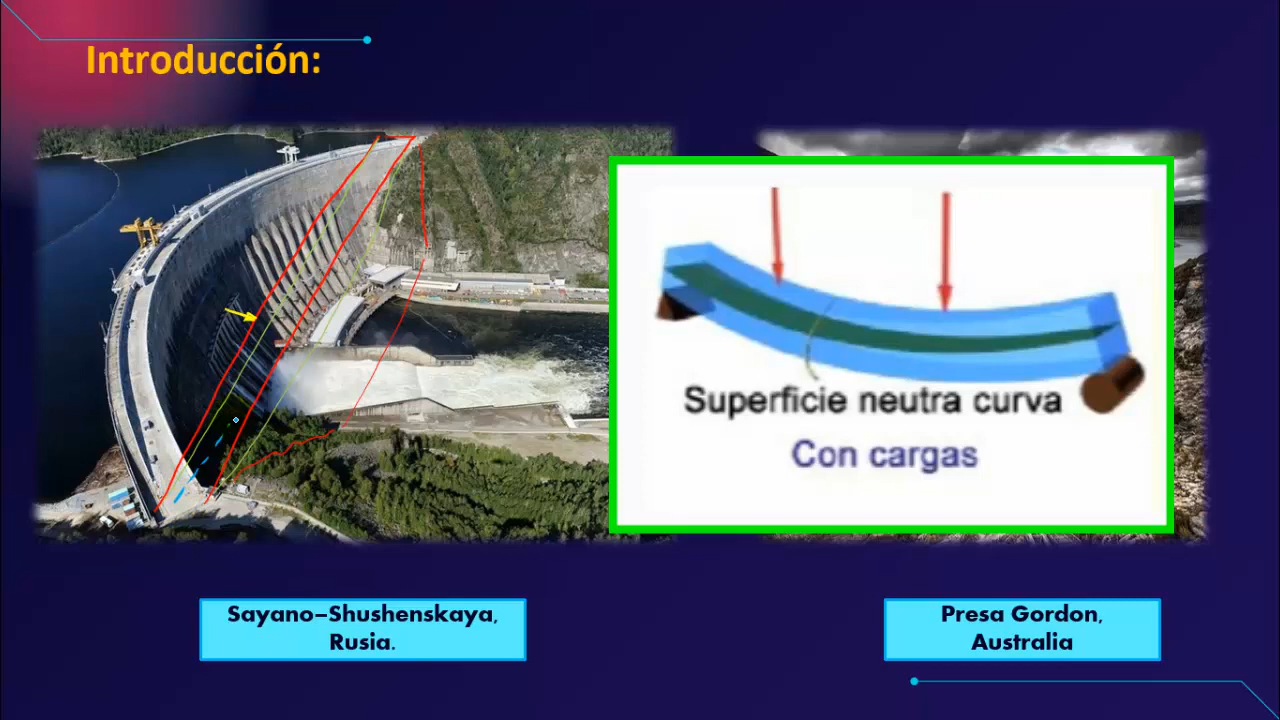 Introducción:
Superficie neutra curva
Con cargas
Sayano–Shushenskaya,
Rusia.
Presa Gordon,
Australia